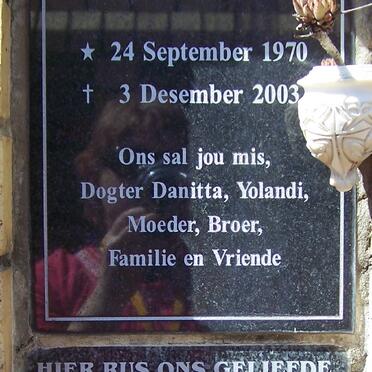 ★ 24 September 1970
† 3 Desember 2003
Ons sal jou mis,
Dogter Danitta, Yolandi,
Moeder, Broer,
Familie en Vriende
HIER RUS ONS GELIEFDE